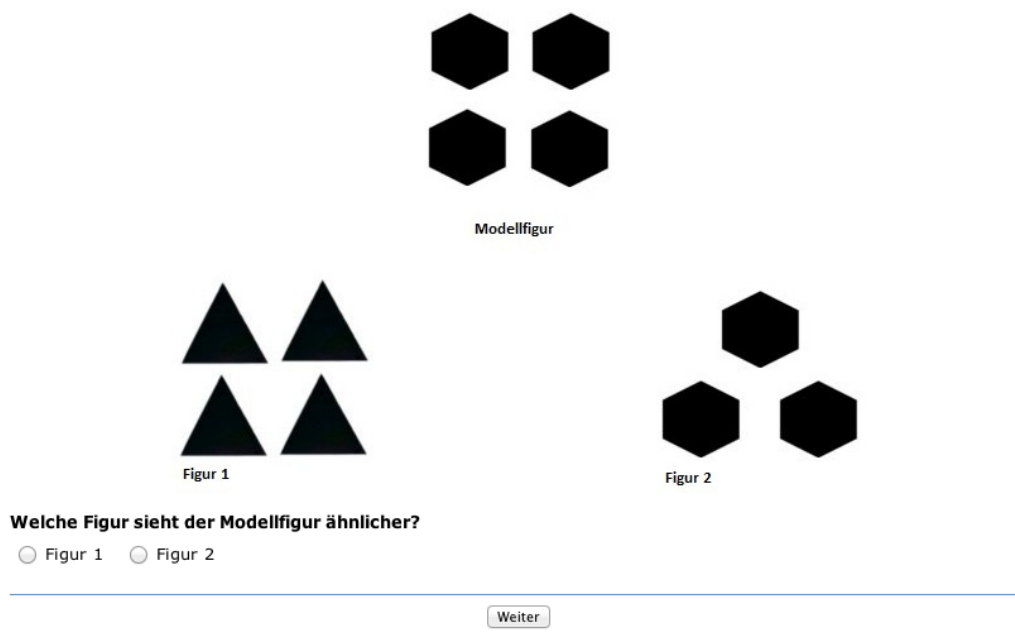 Modellfigur
Figur 1
Figur 2
Welche Figur sieht der Modellfigur ähnlicher?
Figur 1 Figur 2
Weiter